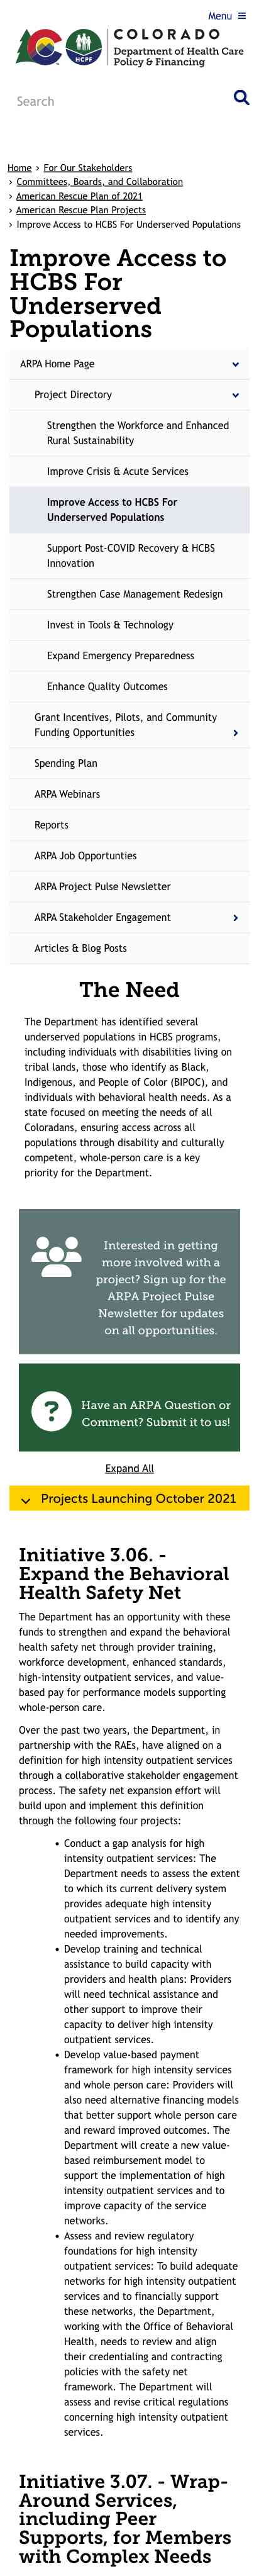 Menu ≡
COLORADO
Department of Health Care
Policy & Financing
HCPF
Search
Home › For Our Stakeholders
› Committees, Boards, and Collaboration
› American Rescue Plan of 2021
› American Rescue Plan Projects
› Improve Access to HCBS For Underserved Populations
Improve Access to
HCBS For
Underserved
Populations
ARPA Home Page
Project Directory
Strengthen the Workforce and Enhanced
Rural Sustainability
Improve Crisis & Acute Services
Improve Access to HCBS For
Underserved Populations
Support Post-COVID Recovery & HCBS
Innovation
Strengthen Case Management Redesign
Invest in Tools & Technology
Expand Emergency Preparedness
Enhance Quality Outcomes
Grant Incentives, Pilots, and Community
Funding Opportunities
Spending Plan
ARPA Webinars
Reports
ARPA Job Opportunties
ARPA Project Pulse Newsletter
ARPA Stakeholder Engagement
Articles & Blog Posts
The Need
The Department has identified several
underserved populations in HCBS programs,
including individuals with disabilities living on
tribal lands, those who identify as Black,
Indigenous, and People of Color (BIPOC), and
individuals with behavioral health needs. As a
state focused on meeting the needs of all
Coloradans, ensuring access across all
populations through disability and culturally
competent, whole-person care is a key
priority for the Department.
Interested in getting
more involved with a
project? Sign up for the
ARPA Project Pulse
Newsletter for updates
on all opportunities.
?
Have an ARPA Question or
Comment? Submit it to us!
Expand All
Projects Launching October 2021
Initiative 3.06. -
Expand the Behavioral
Health Safety Net
The Department has an opportunity with these
funds to strengthen and expand the behavioral
health safety net through provider training,
workforce development, enhanced standards,
high-intensity outpatient services, and value-
based pay for performance models supporting
whole-person care.
Over the past two years, the Department, in
partnership with the RAEs, have aligned on a
definition for high intensity outpatient services
through a collaborative stakeholder engagement
process. The safety net expansion effort will
build upon and implement this definition
through the following four projects:
• Conduct a gap analysis for high
intensity outpatient services: The
Department needs to assess the extent
to which its current delivery system
provides adequate high intensity
outpatient services and to identify any
needed improvements.
• Develop training and technical
assistance to build capacity with
providers and health plans: Providers
will need technical assistance and
other support to improve their
capacity to deliver high intensity
outpatient services.
• Develop value-based payment
framework for high intensity services
and whole person care: Providers will
also need alternative financing models
that better support whole person care
and reward improved outcomes. The
Department will create a new value-
based reimbursement model to
support the implementation of high
intensity outpatient services and to
improve capacity of the service
networks.
• Assess and review regulatory
foundations for high intensity
outpatient services: To build adequate
networks for high intensity outpatient
services and to financially support
these networks, the Department,
working with the Office of Behavioral
Health, needs to review and align
their credentialing and contracting
policies with the safety net
framework. The Department will
assess and revise critical regulations
concerning high intensity outpatient
services.
Initiative 3.07. - Wrap-
Around Services,
including Peer
Supports, for Members
with Complex Needs